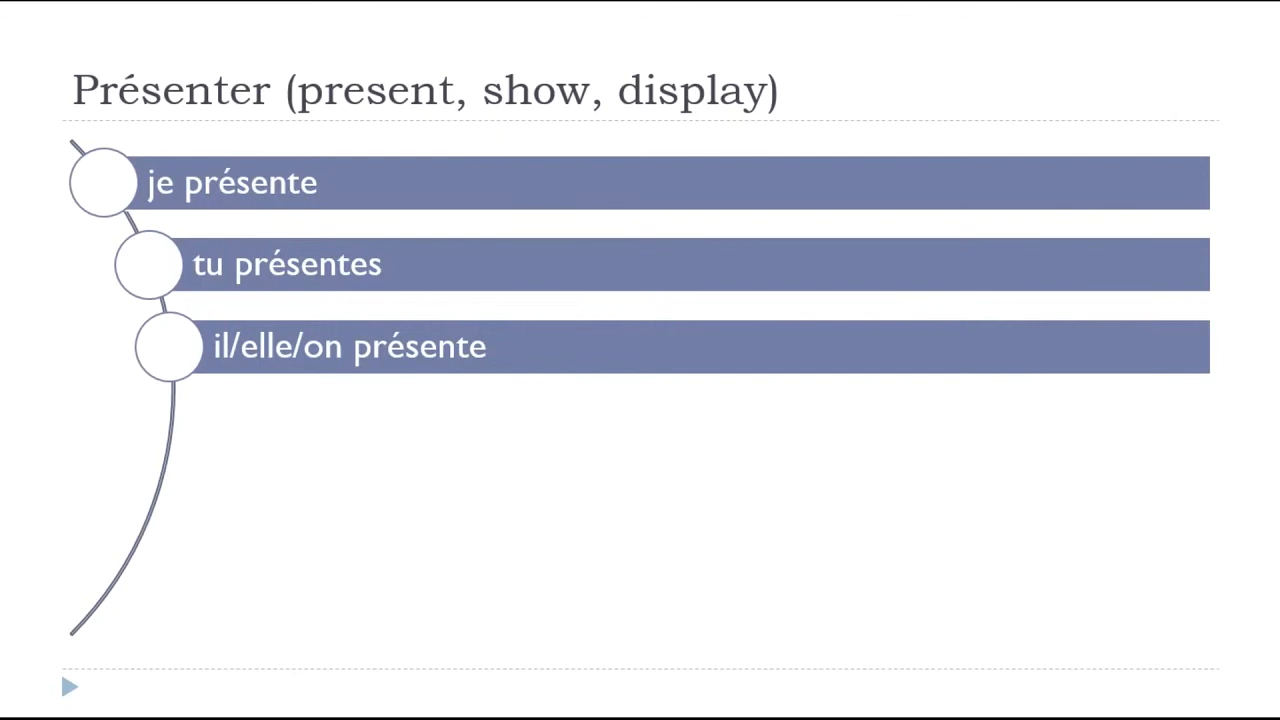 Présenter (present, show, display)
je présente
tu présentes
il/elle/on présente